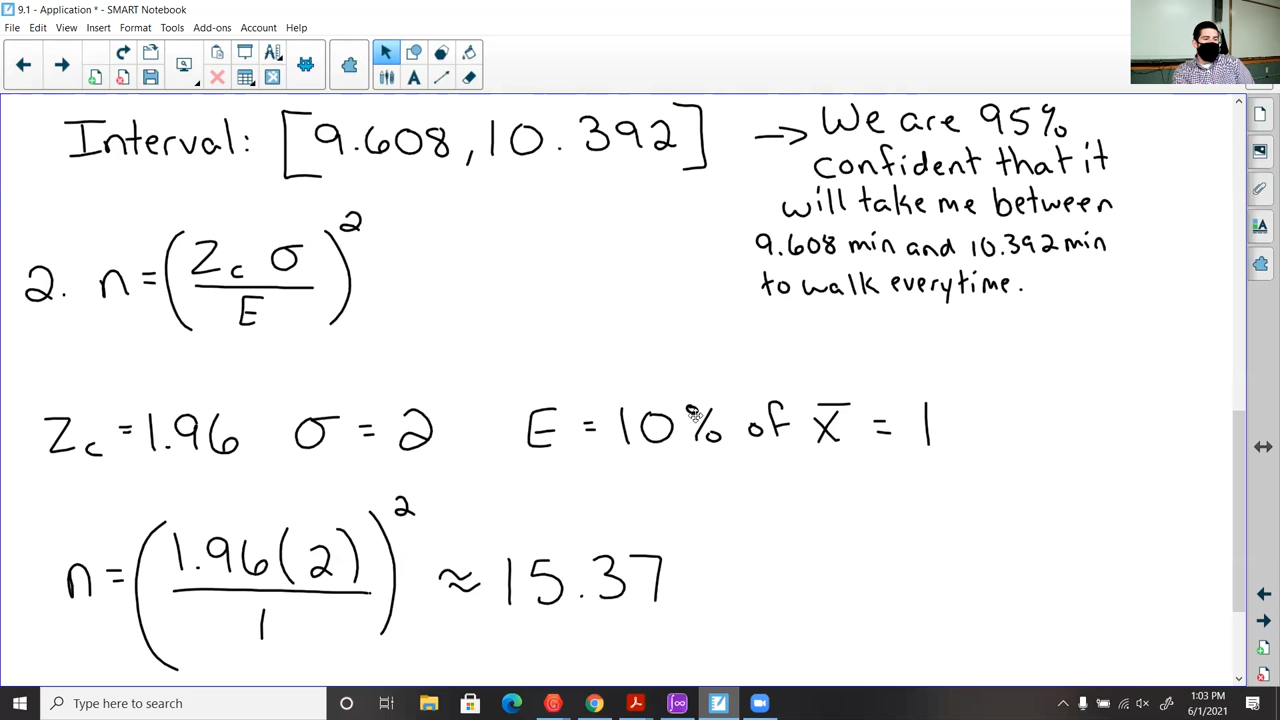 9.1 - Application * - SMART Notebook
File Edit View Insert Format Tools Add-ons Account Help
Interval: [9.608, 10.392]
→ We are 95%
confident that it
will take me between
9.608 min and 10.392 min
to walk everytime.
2. n = (Zc σ / E)²
Zc = 1.96 σ = 2 E = 10% of x̄ = 1
n = (1.96(2) / 1)² ≈ 15.37
Type here to search
1:03 PM
6/1/2021